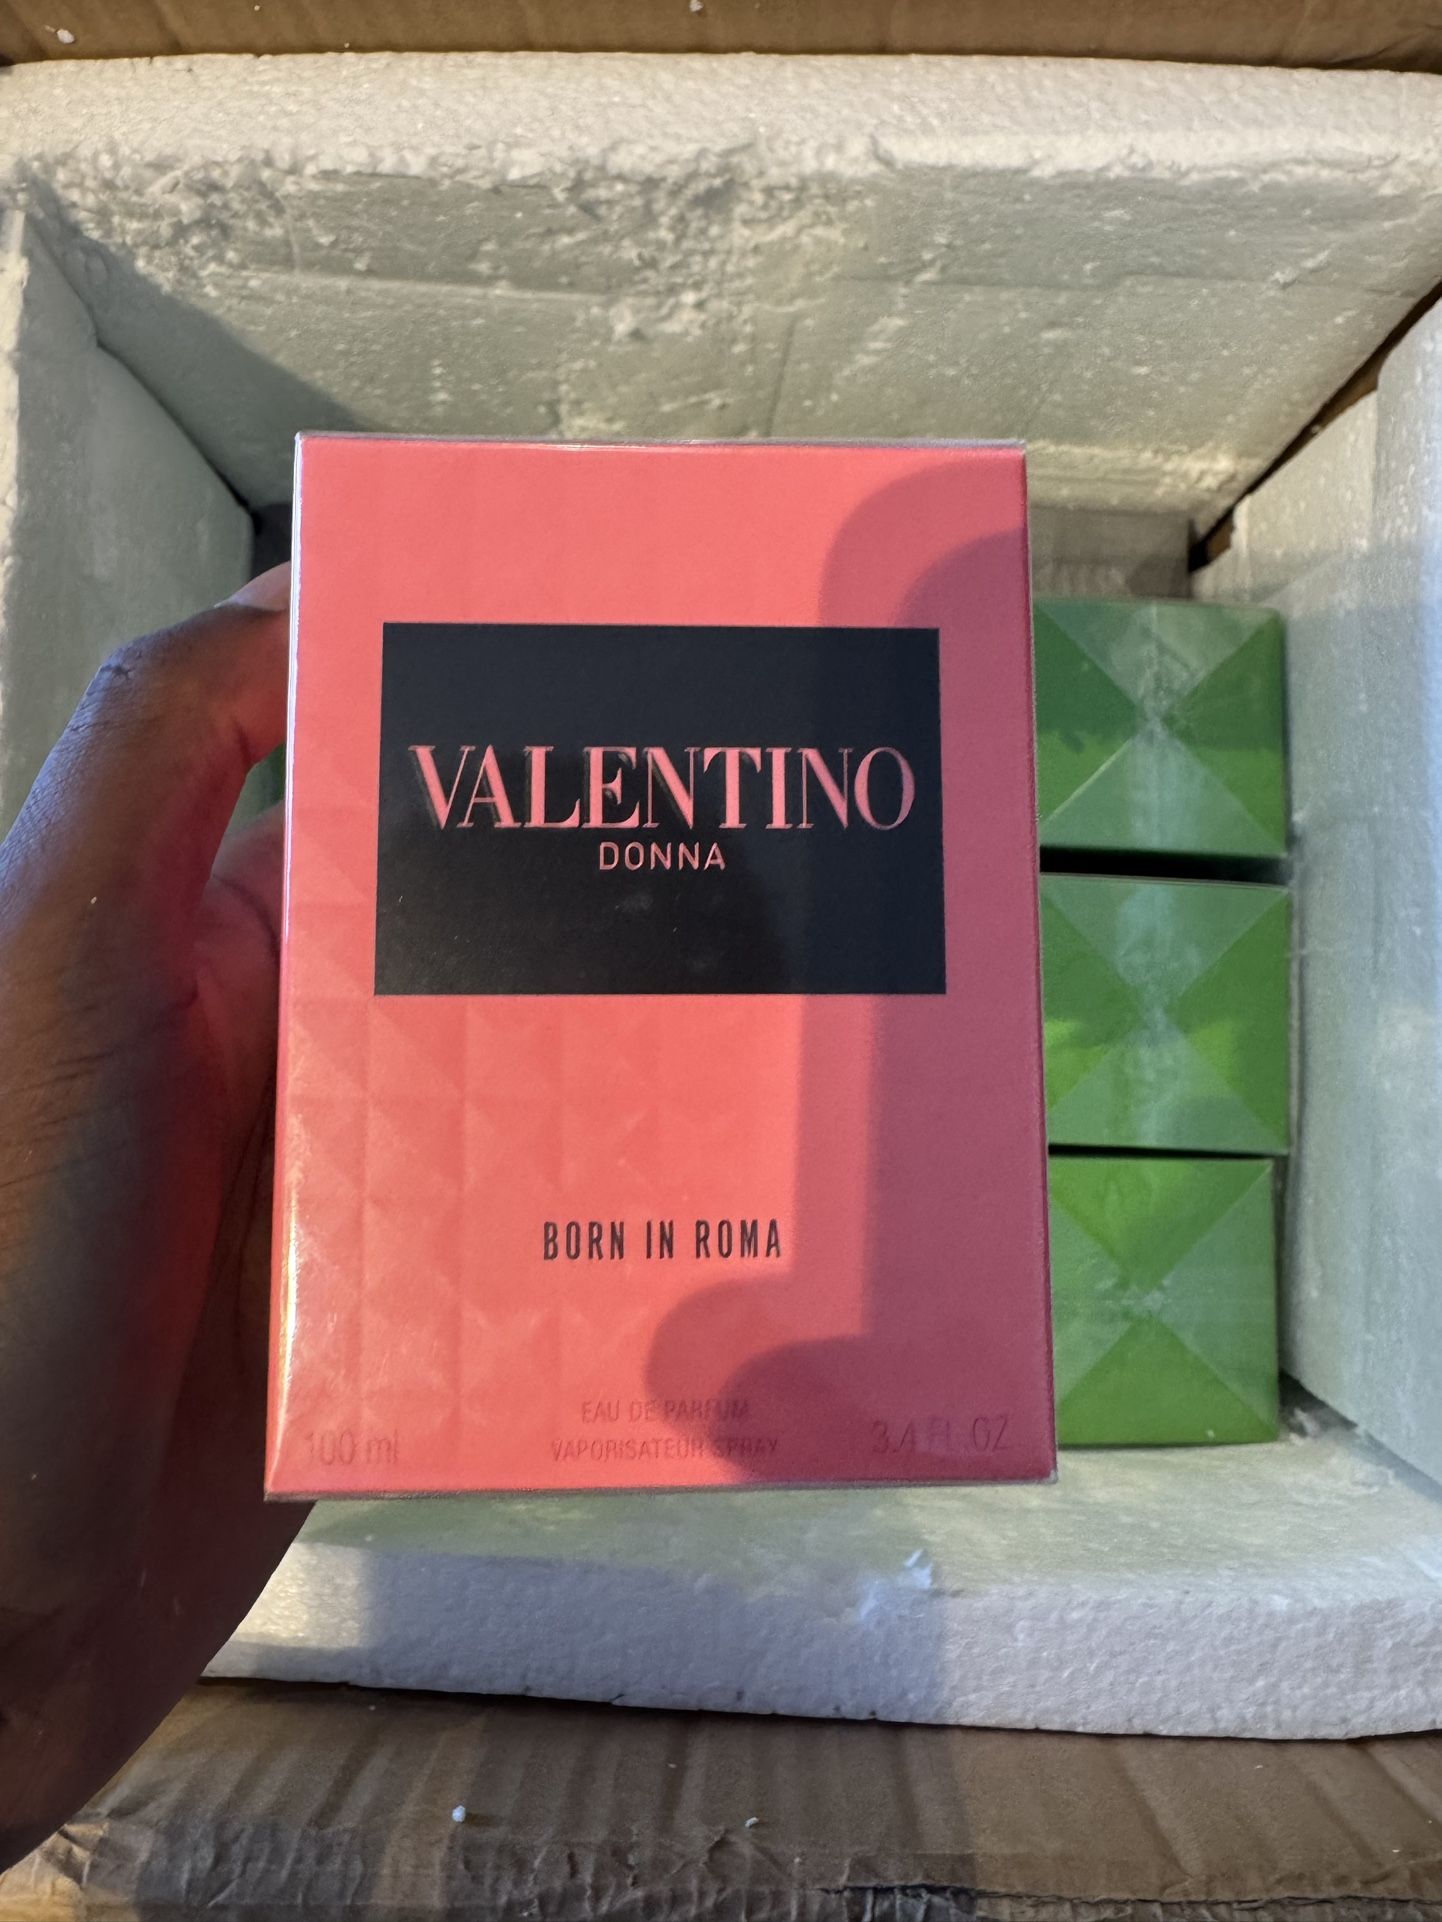 VALENTINO
DONNA
BORN IN ROMA
EAU DE PARFUM
100 ml VAPORISATEUR SPRAY 3.4 FL.OZ